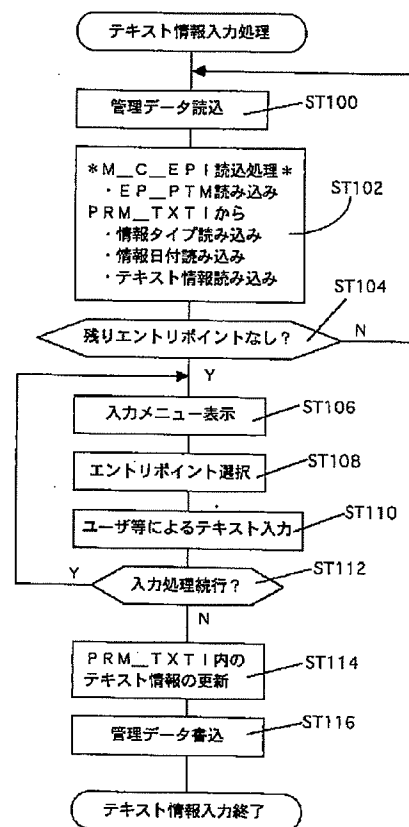 テキスト情報入力処理
管理データ読込
ST100
*M__C__EPI読込処理*
・EP__PTM読み込み
PRM__TXTIから
・情報タイプ読み込み
・情報日付読み込み
・テキスト情報読み込み
ST102
残りエントリポイントなし?
ST104
N
Y
入力メニュー表示
ST106
エントリポイント選択
ST108
ユーザ等によるテキスト入力
ST110
入力処理続行?
ST112
Y
N
PRM__TXTI内の
テキスト情報の更新
ST114
管理データ書込
ST116
テキスト情報入力終了